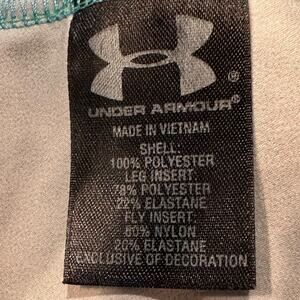 UNDER ARMOUR®
MADE IN VIETNAM
SHELL:
100% POLYESTER
LEG INSERT:
78% POLYESTER
22% ELASTANE
FLY INSERT:
80% NYLON
20% ELASTANE
EXCLUSIVE OF DECORATION